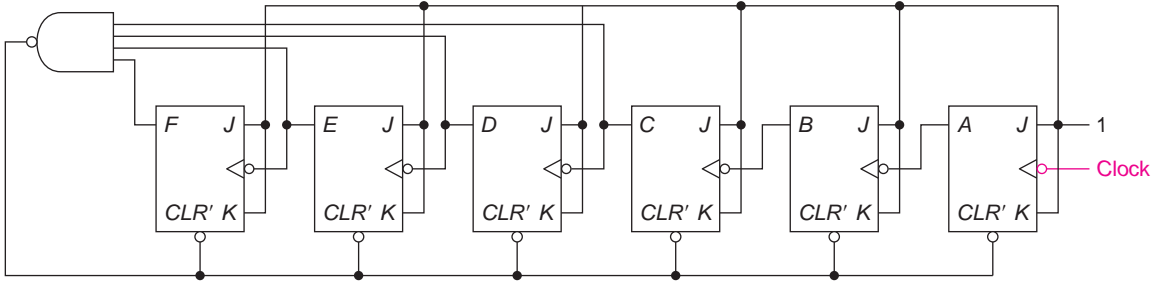 F J E J D J C J B J A J 1
Clock
CLR' K CLR' K CLR' K CLR' K CLR' K CLR' K